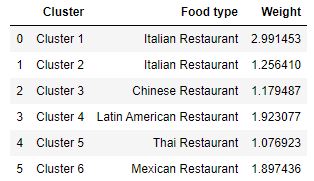 Cluster Food type Weight
0 Cluster 1 Italian Restaurant 2.991453
1 Cluster 2 Italian Restaurant 1.256410
2 Cluster 3 Chinese Restaurant 1.179487
3 Cluster 4 Latin American Restaurant 1.923077
4 Cluster 5 Thai Restaurant 1.076923
5 Cluster 6 Mexican Restaurant 1.897436